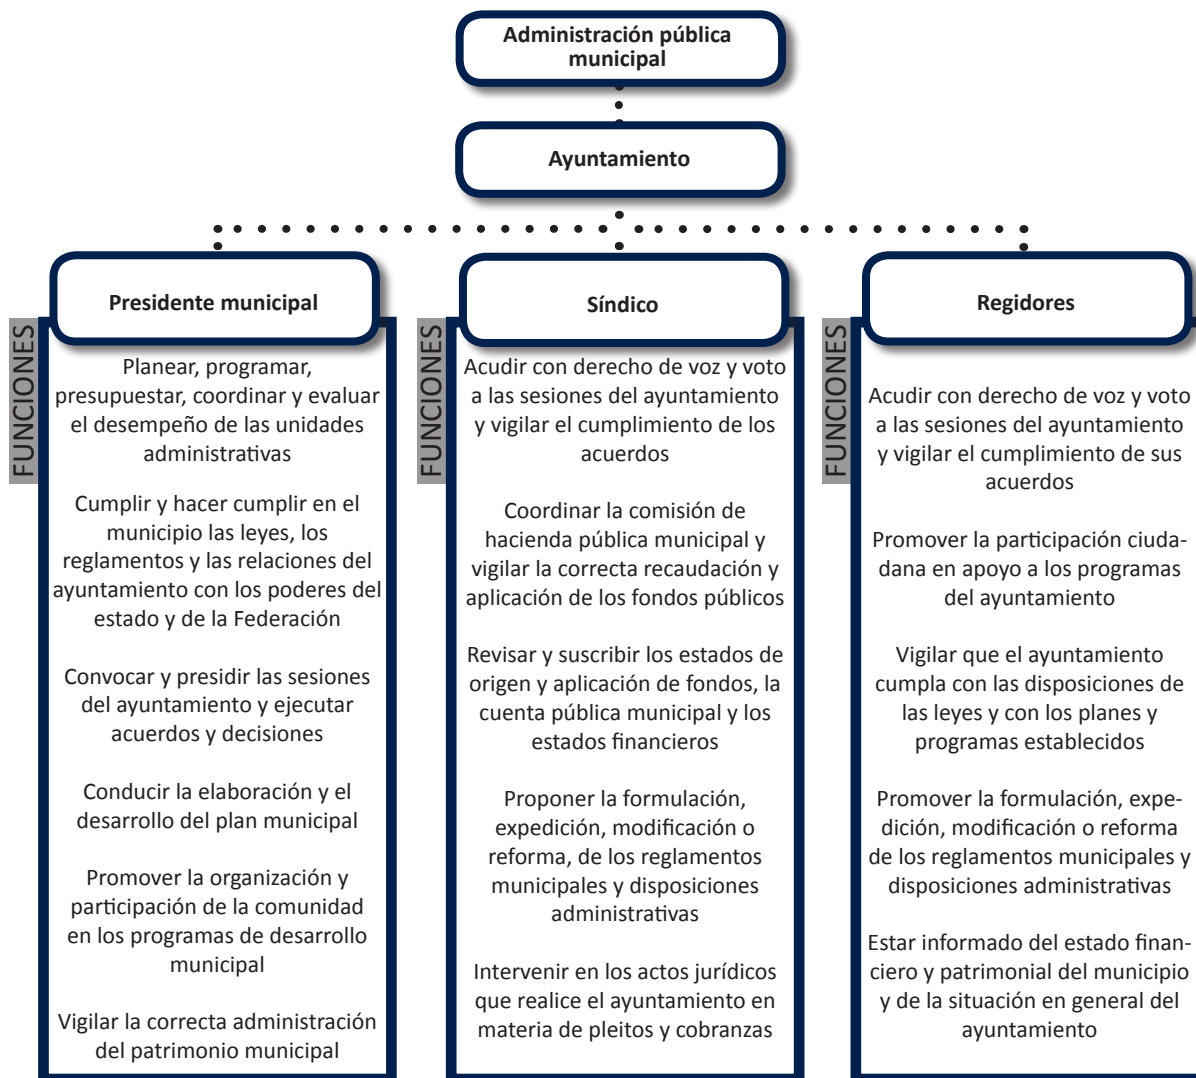 Administración pública
municipal
Ayuntamiento
Presidente municipal
FUNCIONES
Planear, programar,
presupuestar, coordinar y evaluar
el desempeño de las unidades
administrativas
Cumplir y hacer cumplir en el
municipio las leyes, los
reglamentos y las relaciones del
ayuntamiento con los poderes del
estado y de la Federación
Convocar y presidir las sesiones
del ayuntamiento y ejecutar
acuerdos y decisiones
Conducir la elaboración y el
desarrollo del plan municipal
Promover la organización y
participación de la comunidad
en los programas de desarrollo
municipal
Vigilar la correcta administración
del patrimonio municipal
Síndico
FUNCIONES
Acudir con derecho de voz y voto
a las sesiones del ayuntamiento
y vigilar el cumplimiento de los
acuerdos
Coordinar la comisión de
hacienda pública municipal y
vigilar la correcta recaudación y
aplicación de los fondos públicos
Revisar y suscribir los estados de
origen y aplicación de fondos, la
cuenta pública municipal y los
estados financieros
Proponer la formulación,
expedición, modificación o
reforma, de los reglamentos
municipales y disposiciones
administrativas
Intervenir en los actos jurídicos
que realice el ayuntamiento en
materia de pleitos y cobranzas
Regidores
FUNCIONES
Acudir con derecho de voz y voto
a las sesiones del ayuntamiento
y vigilar el cumplimiento de sus
acuerdos
Promover la participación ciuda-
dana en apoyo a los programas
del ayuntamiento
Vigilar que el ayuntamiento
cumpla con las disposiciones de
las leyes y con los planes y
programas establecidos
Promover la formulación, expe-
dición, modificación o reforma
de los reglamentos municipales y
disposiciones administrativas
Estar informado del estado finan-
ciero y patrimonial del municipio
y de la situación en general del
ayuntamiento